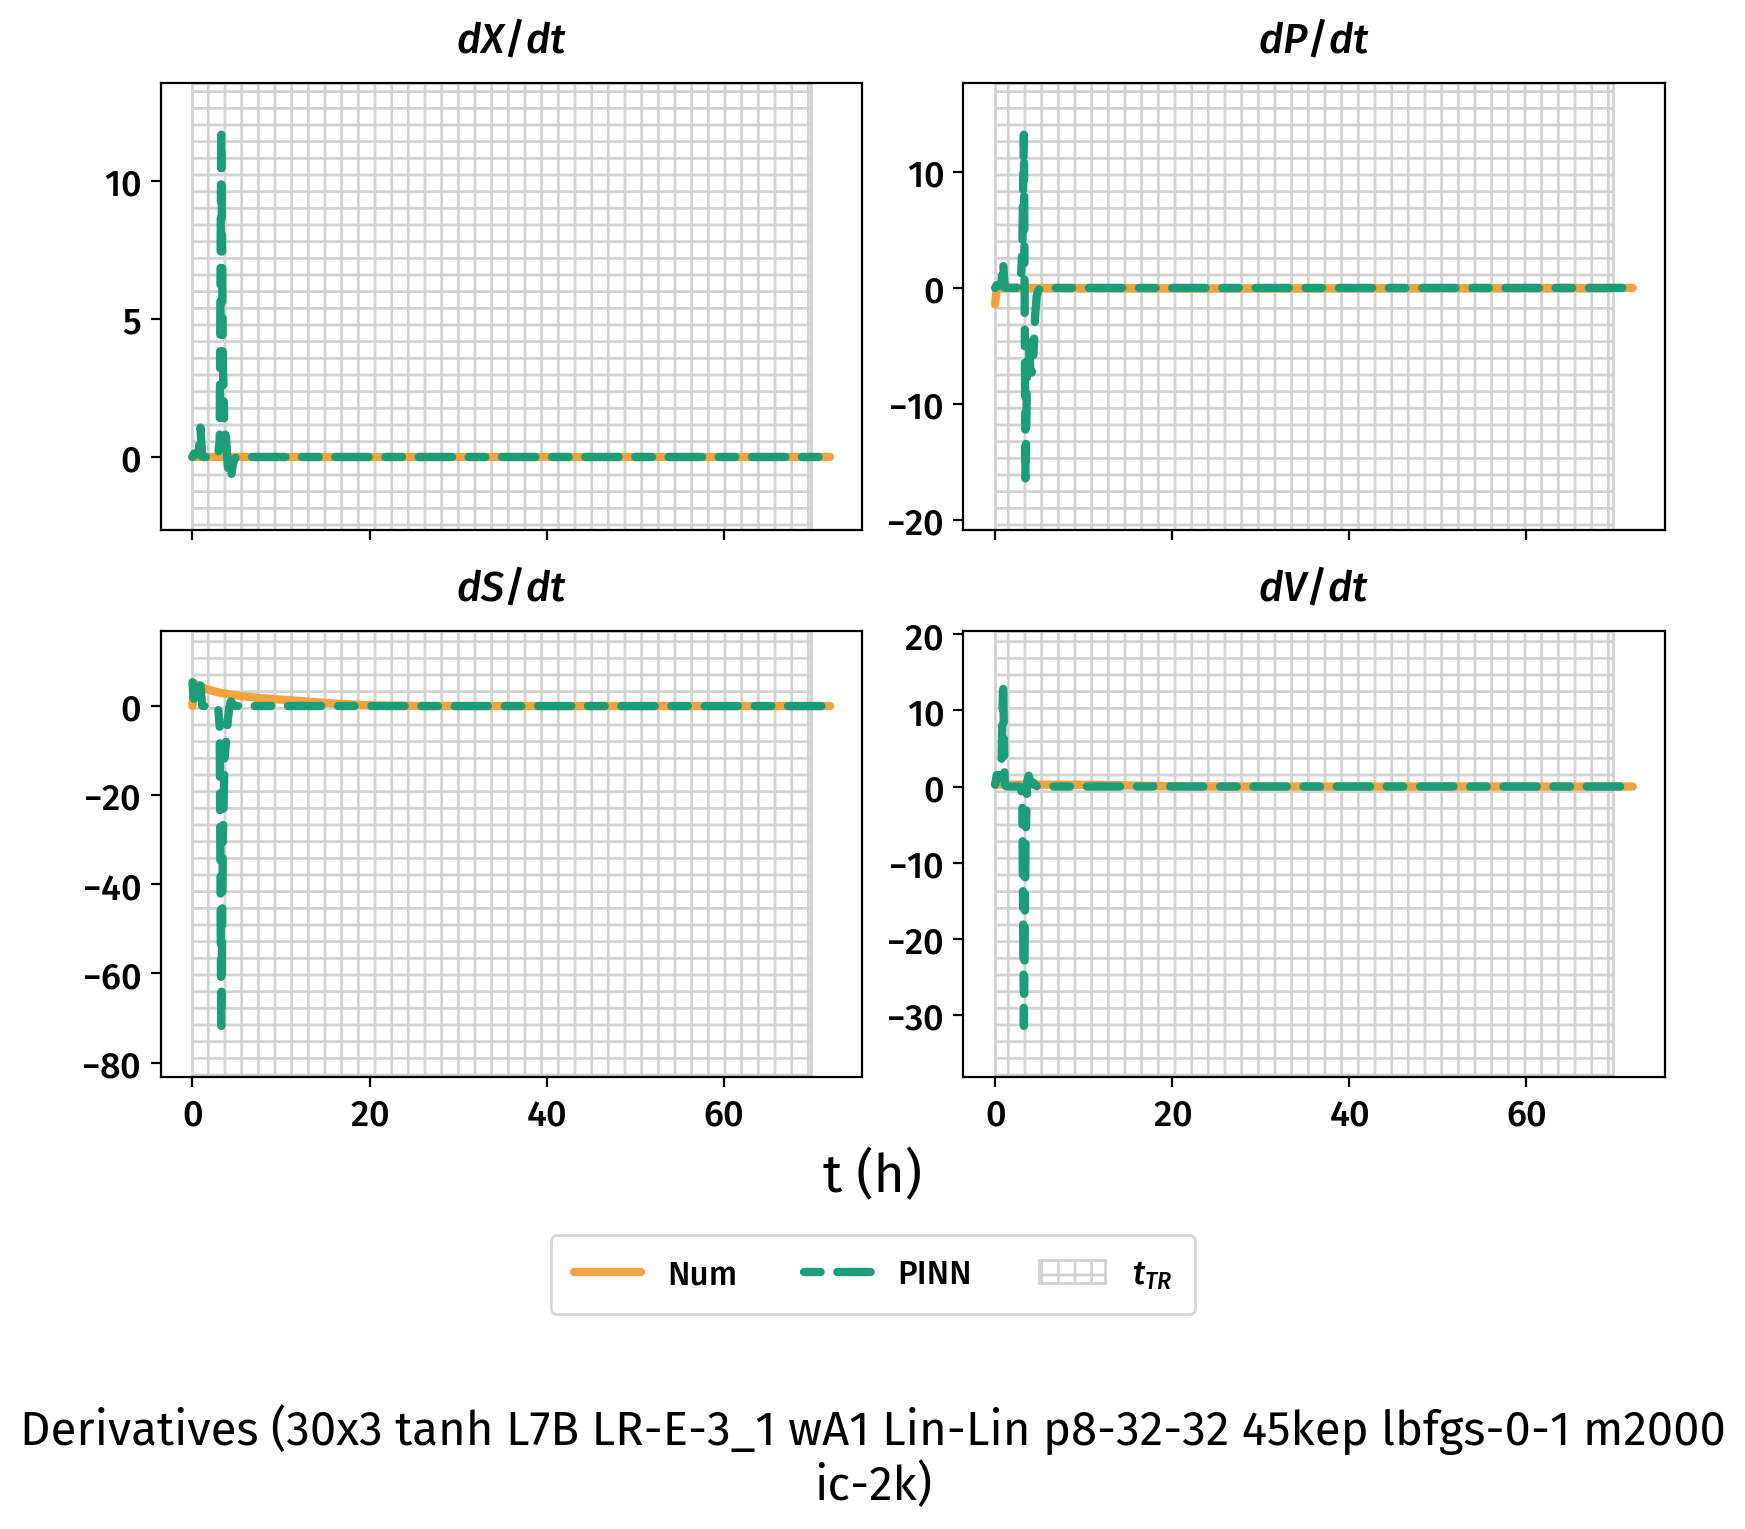 dX/dt
dP/dt
10
5
0
10
0
−10
−20
dS/dt
dV/dt
0
−20
−40
−60
−80
20
10
0
−10
−20
−30
0 20 40 60
0 20 40 60
t (h)
Num PINN tTR
Derivatives (30x3 tanh L7B LR-E-3_1 wA1 Lin-Lin p8-32-32 45kep lbfgs-0-1 m2000
ic-2k)